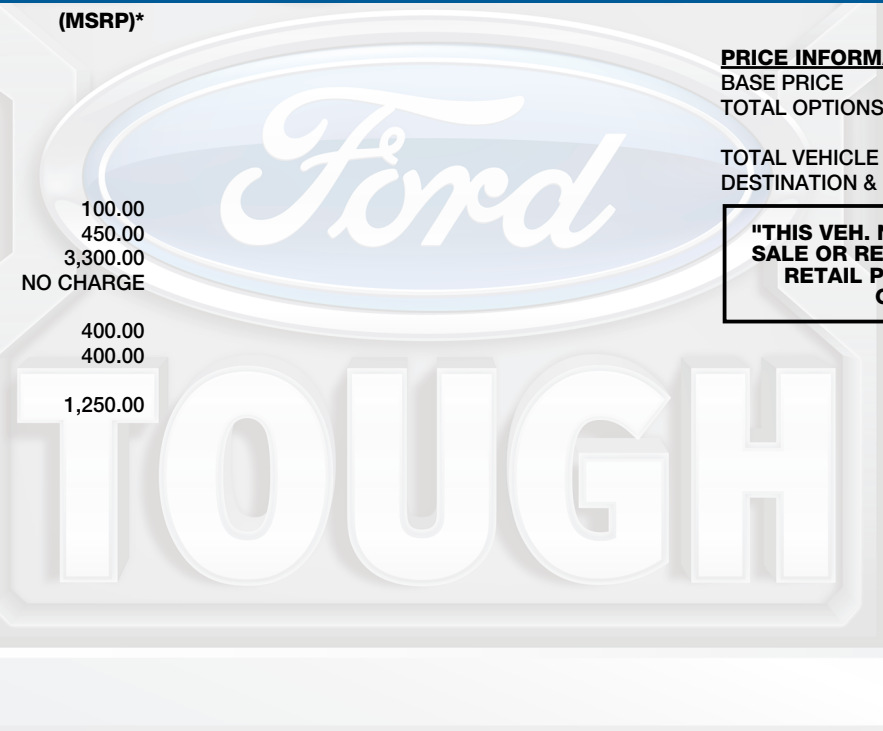 (MSRP)*
100.00
450.00
3,300.00
NO CHARGE
400.00
400.00
1,250.00
PRICE INFORMA
BASE PRICE
TOTAL OPTIONS
TOTAL VEHICLE
DESTINATION &
"THIS VEH. N
SALE OR RE
RETAIL P
C
Ford
TOUGH